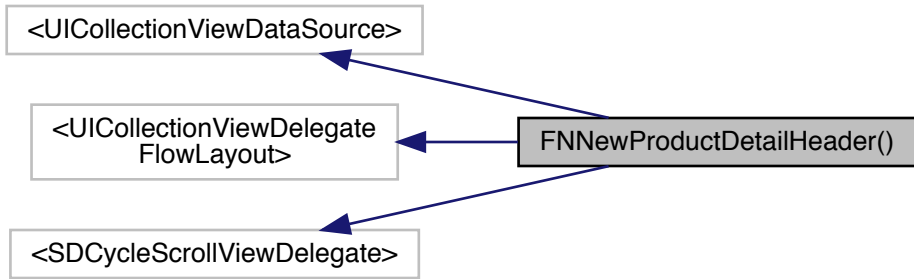 <UICollectionViewDataSource>
<UICollectionViewDelegate
FlowLayout>
FNNewProductDetailHeader()
<SDCycleScrollViewDelegate>